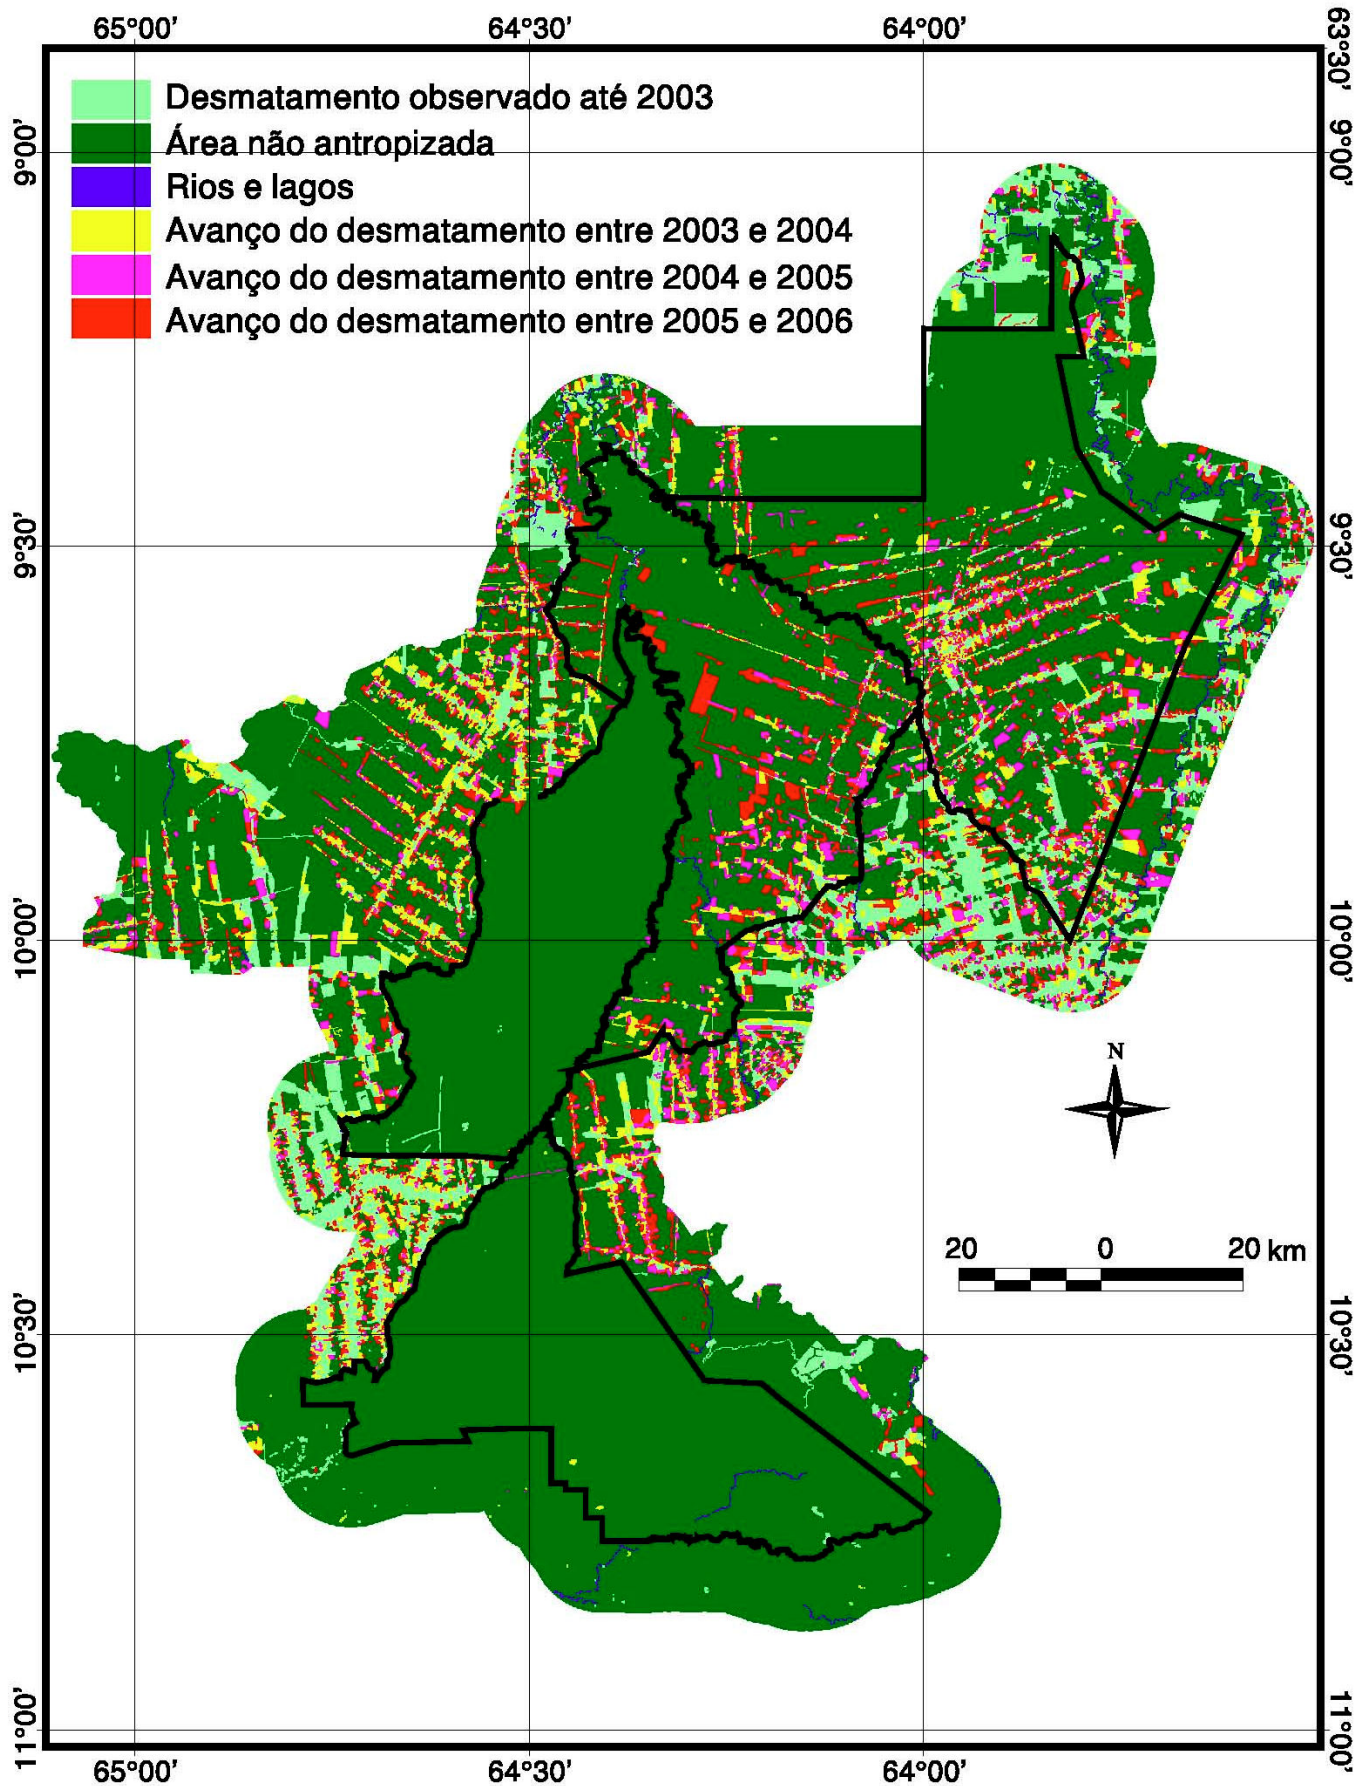 65°00' 64°30' 64°00' 63°30'
Desmatamento observado até 2003
Área não antropizada
Rios e lagos
Avanço do desmatamento entre 2003 e 2004
Avanço do desmatamento entre 2004 e 2005
Avanço do desmatamento entre 2005 e 2006
9°00' 9°00'
9°30' 9°30'
10°00' 10°00'
N
20 0 20 km
10°30' 10°30'
11°00' 11°00'
65°00' 64°30' 64°00'